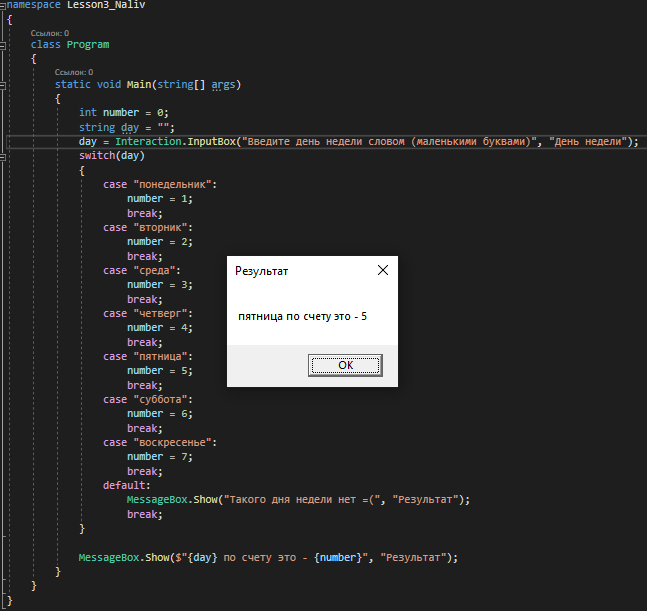 namespace Lesson3_Naliv
{
Ссылок: 0
class Program
{
Ссылок: 0
static void Main(string[] args)
{
int number = 0;
string day = "";
day = Interaction.InputBox("Введите день недели словом (маленькими буквами)", "День недели");
switch(day)
{
case "понедельник":
number = 1;
break;
case "вторник":
number = 2;
break;
case "среда":
number = 3;
break;
case "четверг":
number = 4;
break;
case "пятница":
number = 5;
break;
case "суббота":
number = 6;
break;
case "воскресенье":
number = 7;
break;
default:
MessageBox.Show("Такого дня недели нет =(", "Результат");
break;
}
MessageBox.Show($"{day} по счету это - {number}", "Результат");
}
}
}
Результат
пятница по счету это - 5
ОК